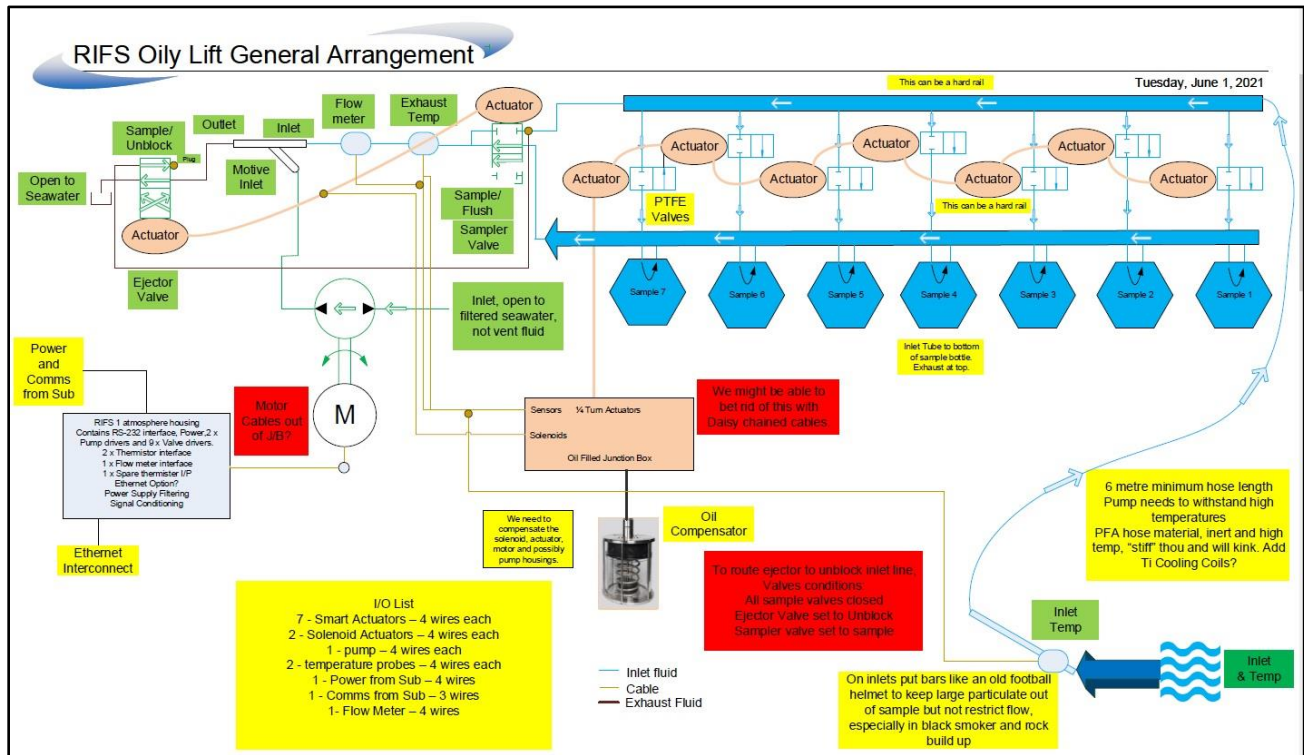 RIFS Oily Lift General Arrangement
Tuesday, June 1, 2021
This can be a hard rail
Flow
meter
Exhaust
Temp
Actuator
Outlet
Inlet
Sample/
Unblock
Plug
Motive
Inlet
Open to
Seawater
Actuator
Ejector
Valve
Sample/
Flush
Sampler
Valve
Actuator
Actuator
Actuator
Actuator
Actuator
Actuator
Actuator
PTFE
Valves
This can be a hard rail
Sample 7
Sample 6
Sample 5
Sample 4
Sample 3
Sample 2
Sample 1
Inlet Tube to bottom
of sample bottle.
Exhaust at top.
Inlet, open to
filtered seawater,
not vent fluid
Power
and
Comms
from Sub
RIFS 1 atmosphere housing
Contains RS-232 interface, Power,2 x
Pump drivers and 9 x Valve drivers.
2 x Thermistor interface
1 x Flow meter interface
1 x Spare thermister I/P
Ethernet Option?
Power Supply Filtering
Signal Conditioning
Ethernet
Interconnect
Motor
Cables out
of J/B?
M
Sensors
¼ Turn Actuators
Solenoids
Oil Filled Junction Box
We might be able to
bet rid of this with
Daisy chained cables.
We need to
compensate the
solenoid, actuator,
motor and possibly
pump housings.
Oil
Compensator
To route ejector to unblock inlet line,
Valves conditions:
All sample valves closed
Ejector Valve set to Unblock
Sampler valve set to sample
6 metre minimum hose length
Pump needs to withstand high
temperatures
PFA hose material, inert and high
temp, “stiff” thou and will kink. Add
Ti Cooling Coils?
I/O List
7 - Smart Actuators – 4 wires each
2 - Solenoid Actuators – 4 wires each
1 - pump – 4 wires each
2 - temperature probes – 4 wires each
1 - Power from Sub – 4 wires
1 - Comms from Sub – 3 wires
1- Flow Meter – 4 wires
Inlet fluid
Cable
Exhaust Fluid
Inlet
Temp
Inlet
& Temp
On inlets put bars like an old football
helmet to keep large particulate out
of sample but not restrict flow,
especially in black smoker and rock
build up